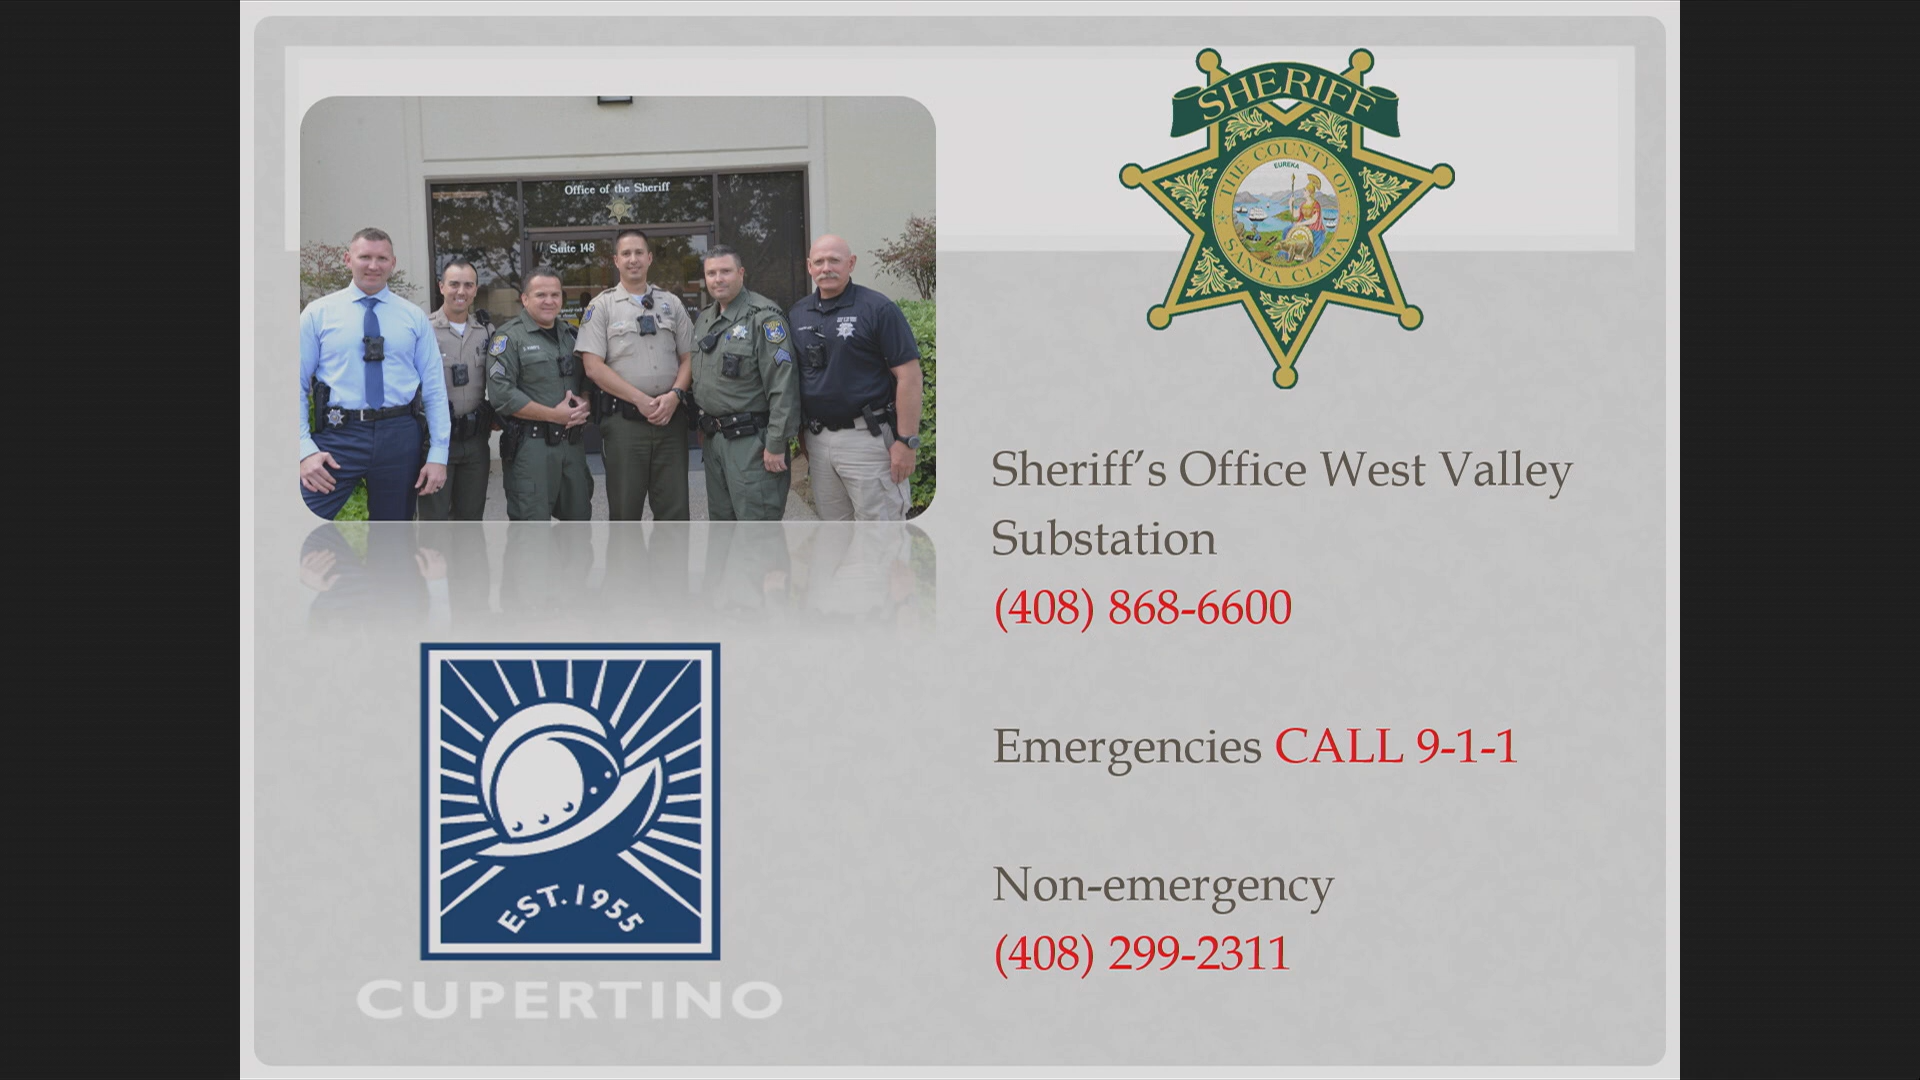 Office of the Sheriff
Suite 148
SHERIFF
THE COUNTY OF
EUREKA
SANTA CLARA
Sheriff’s Office West Valley
Substation
(408) 868-6600
Emergencies CALL 9-1-1
Non-emergency
(408) 299-2311
EST. 1955
CUPERTINO